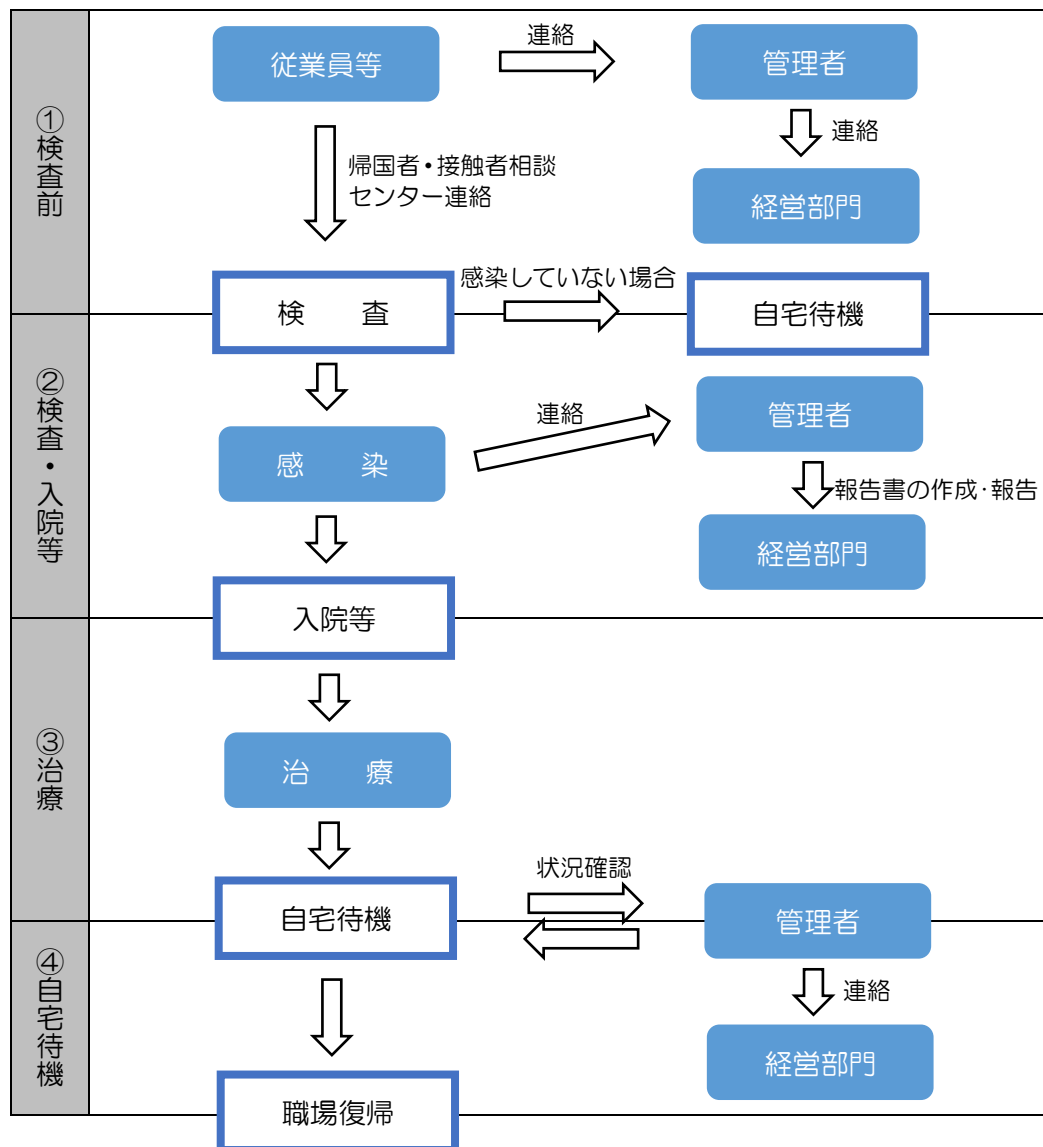 ①検査前
従業員等
連絡
管理者
連絡
帰国者・接触者相談
センター連絡
経営部門
検　査
感染していない場合
自宅待機
②検査・入院等
感　染
連絡
管理者
報告書の作成・報告
経営部門
入院等
③治療
治　療
自宅待機
状況確認
管理者
④自宅待機
連絡
経営部門
職場復帰